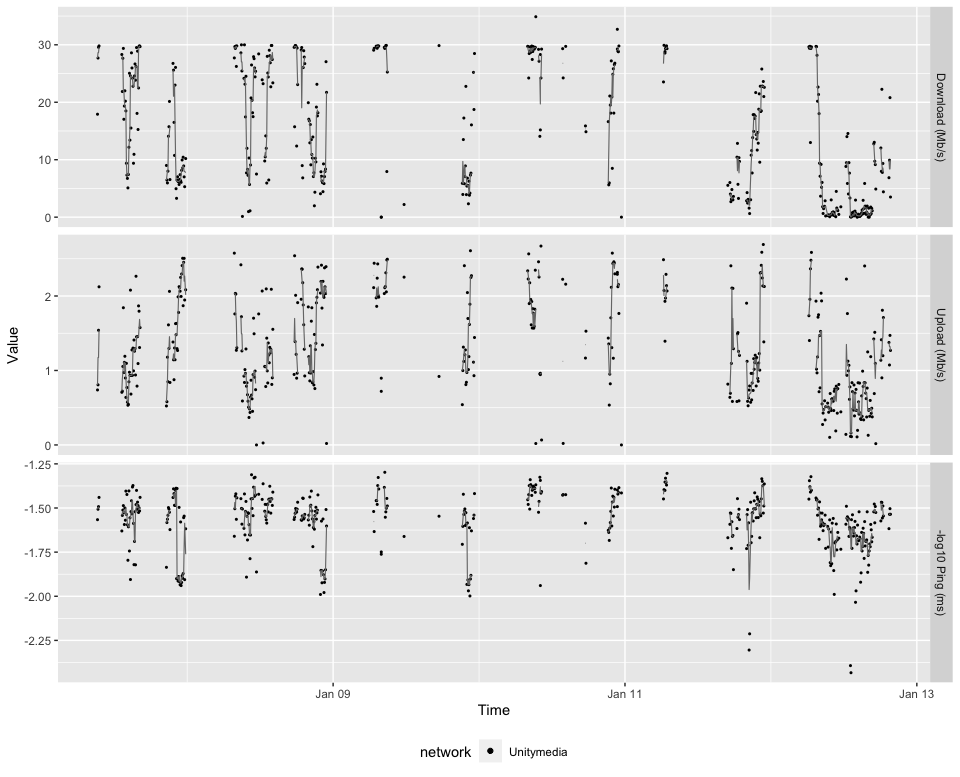 30
20
10
0
Download (Mb/s)
2
1
0
Upload (Mb/s)
-1.25
-1.50
-1.75
-2.00
-2.25
-log10 Ping (ms)
Value
Jan 09
Jan 11
Jan 13
Time
network
Unitymedia